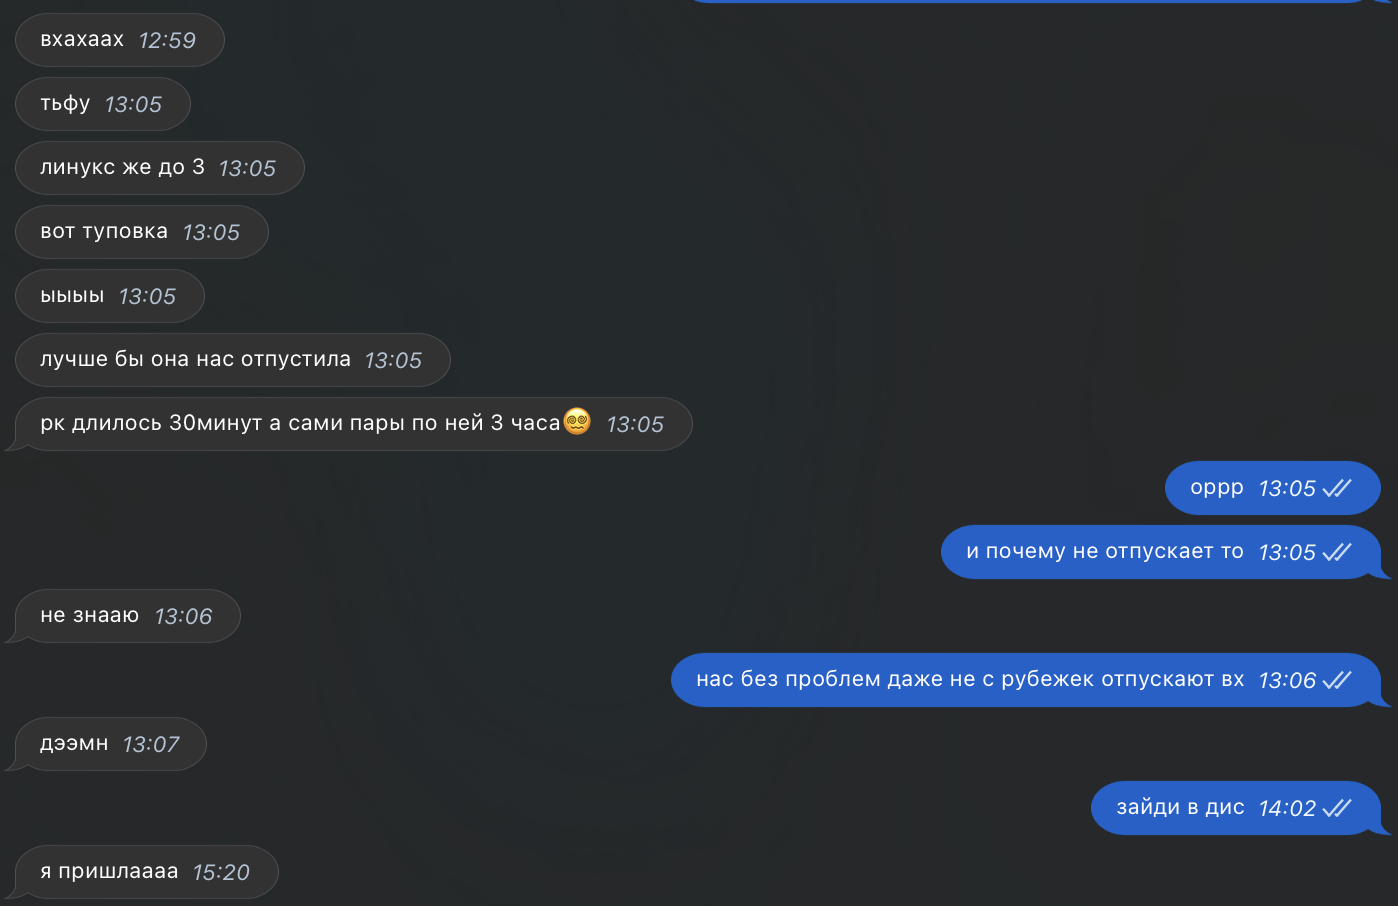 вхахаах 12:59
тьфу 13:05
линукс же до 3 13:05
вот туповка 13:05
ыыыы 13:05
лучше бы она нас отпустила 13:05
рк длилось 30минут а сами пары по ней 3 часа😵‍💫 13:05
оррр 13:05
и почему не отпускает то 13:05
не знааю 13:06
нас без проблем даже не с рубежек отпускают вх 13:06
дээмн 13:07
зайди в дис 14:02
я пришлаааа 15:20